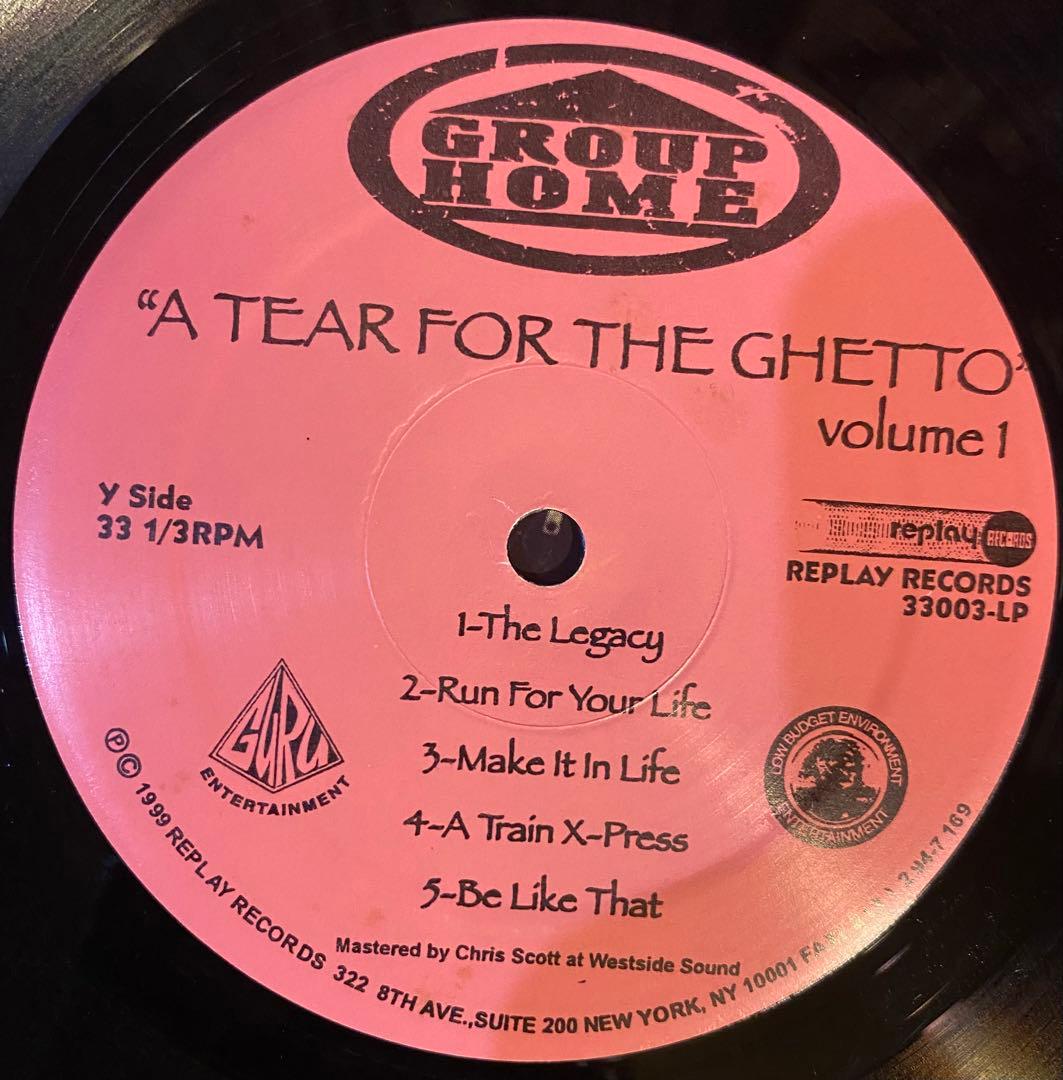 GROUP
HOME
"A TEAR FOR THE GHETTO"
volume 1
Y Side
33 1/3RPM
replay RECORDS
REPLAY RECORDS
33003-LP
1-The Legacy
2-Run For Your Life
3-Make It In Life
4-A Train X-Press
5-Be Like That
GURU
ENTERTAINMENT
LOW BUDGET ENVIRONMENT
ENTERTAINMENT
Mastered by Chris Scott at Westside Sound
℗© 1999 REPLAY RECORDS 322 8TH AVE.,SUITE 200 NEW YORK, NY 10001 294-7169